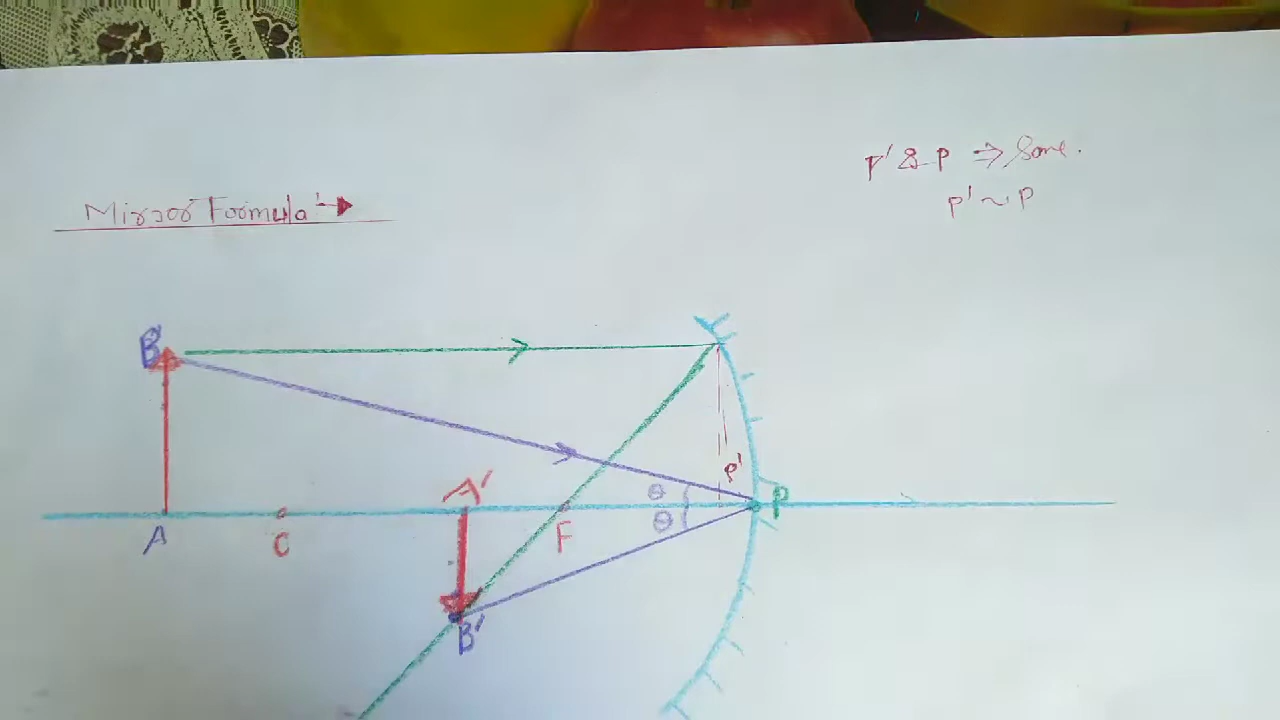 P' & P ⇒ Same.
P' ~ P
Mirror Formula →
B
P'
A'
θ
P
θ
A
C
F
B'